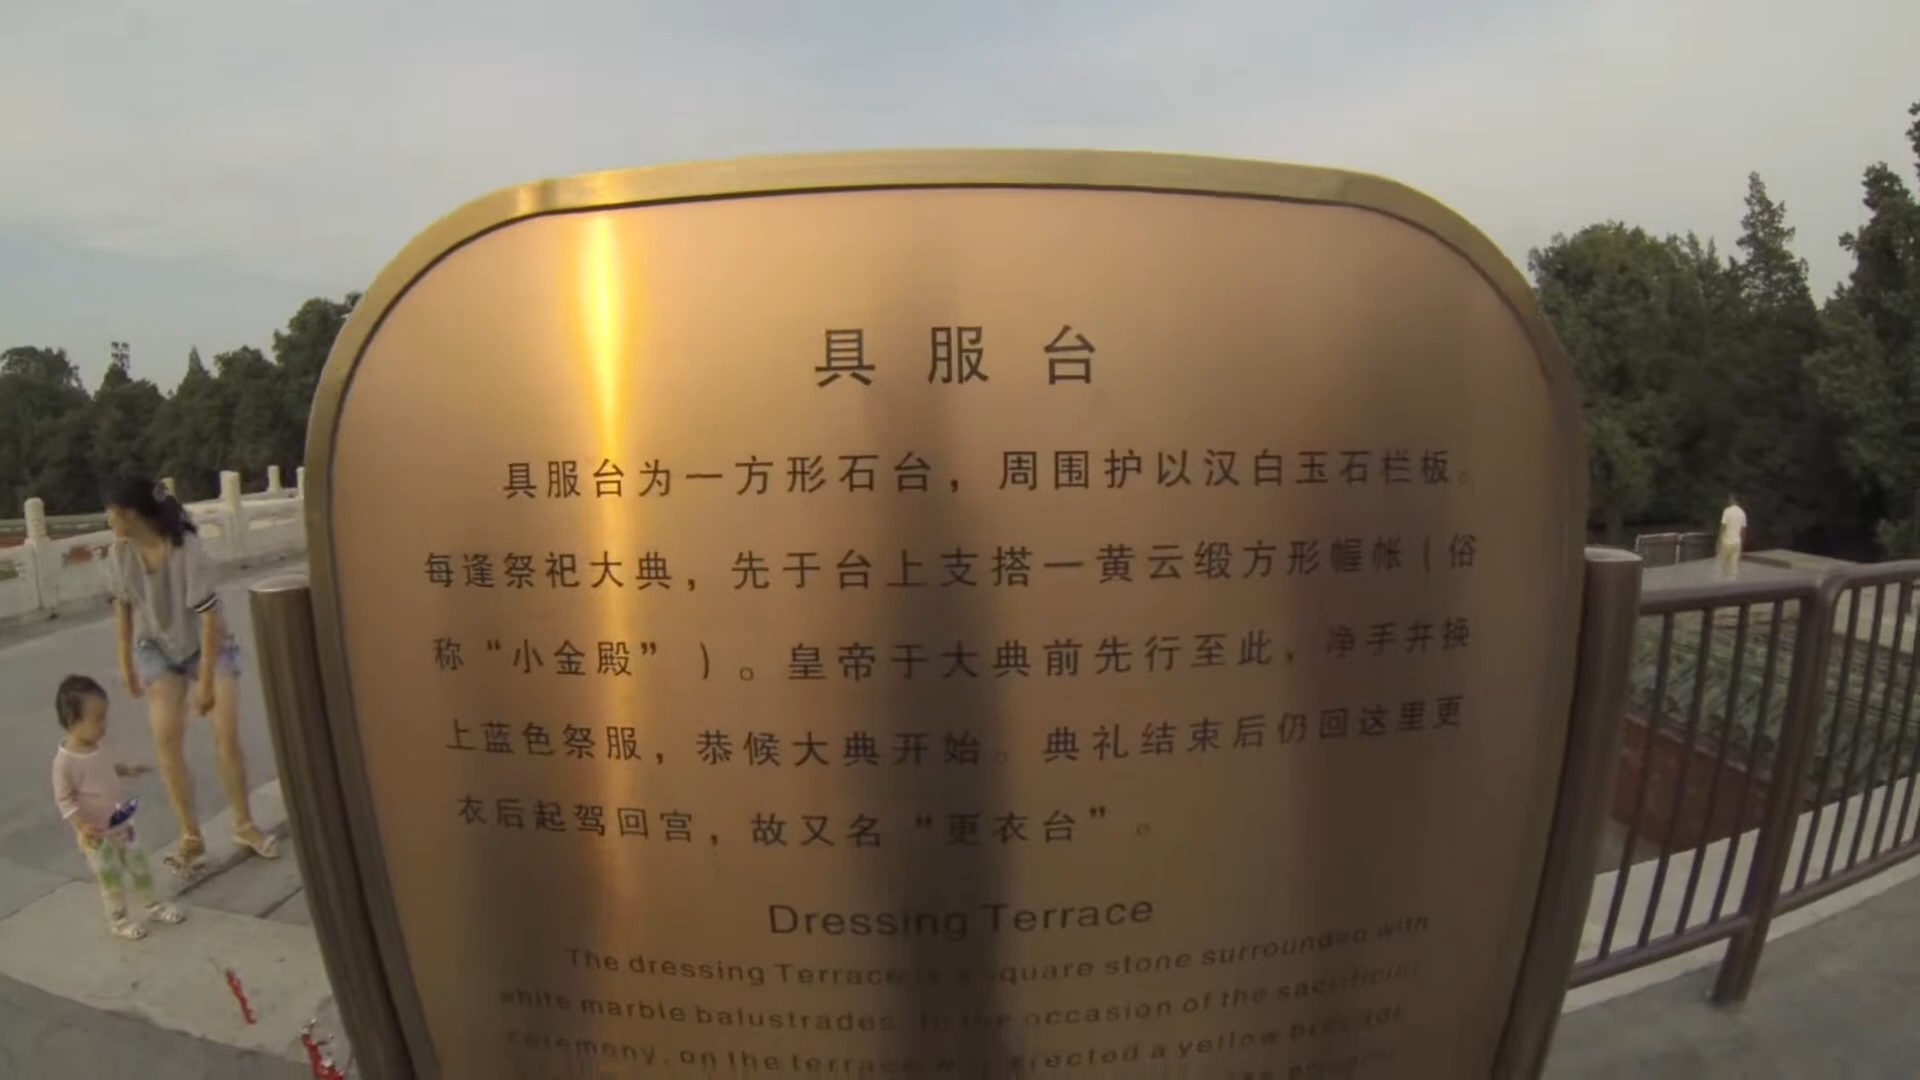 具服台
具服台为一方形石台，周围护以汉白玉石栏板。
每逢祭祀大典，先于台上支搭一黄云缎方形幄帐（俗
称“小金殿”）。皇帝于大典前先行至此，净手并换
上蓝色祭服，恭候大典开始。典礼结束后仍回这里更
衣后起驾回宫，故又名“更衣台”。
Dressing Terrace
The dressing Terrace is a square stone surrounded with
white marble balustrades. In the occasion of the sacrificial
ceremony, on the terrace was erected a yellow brocade